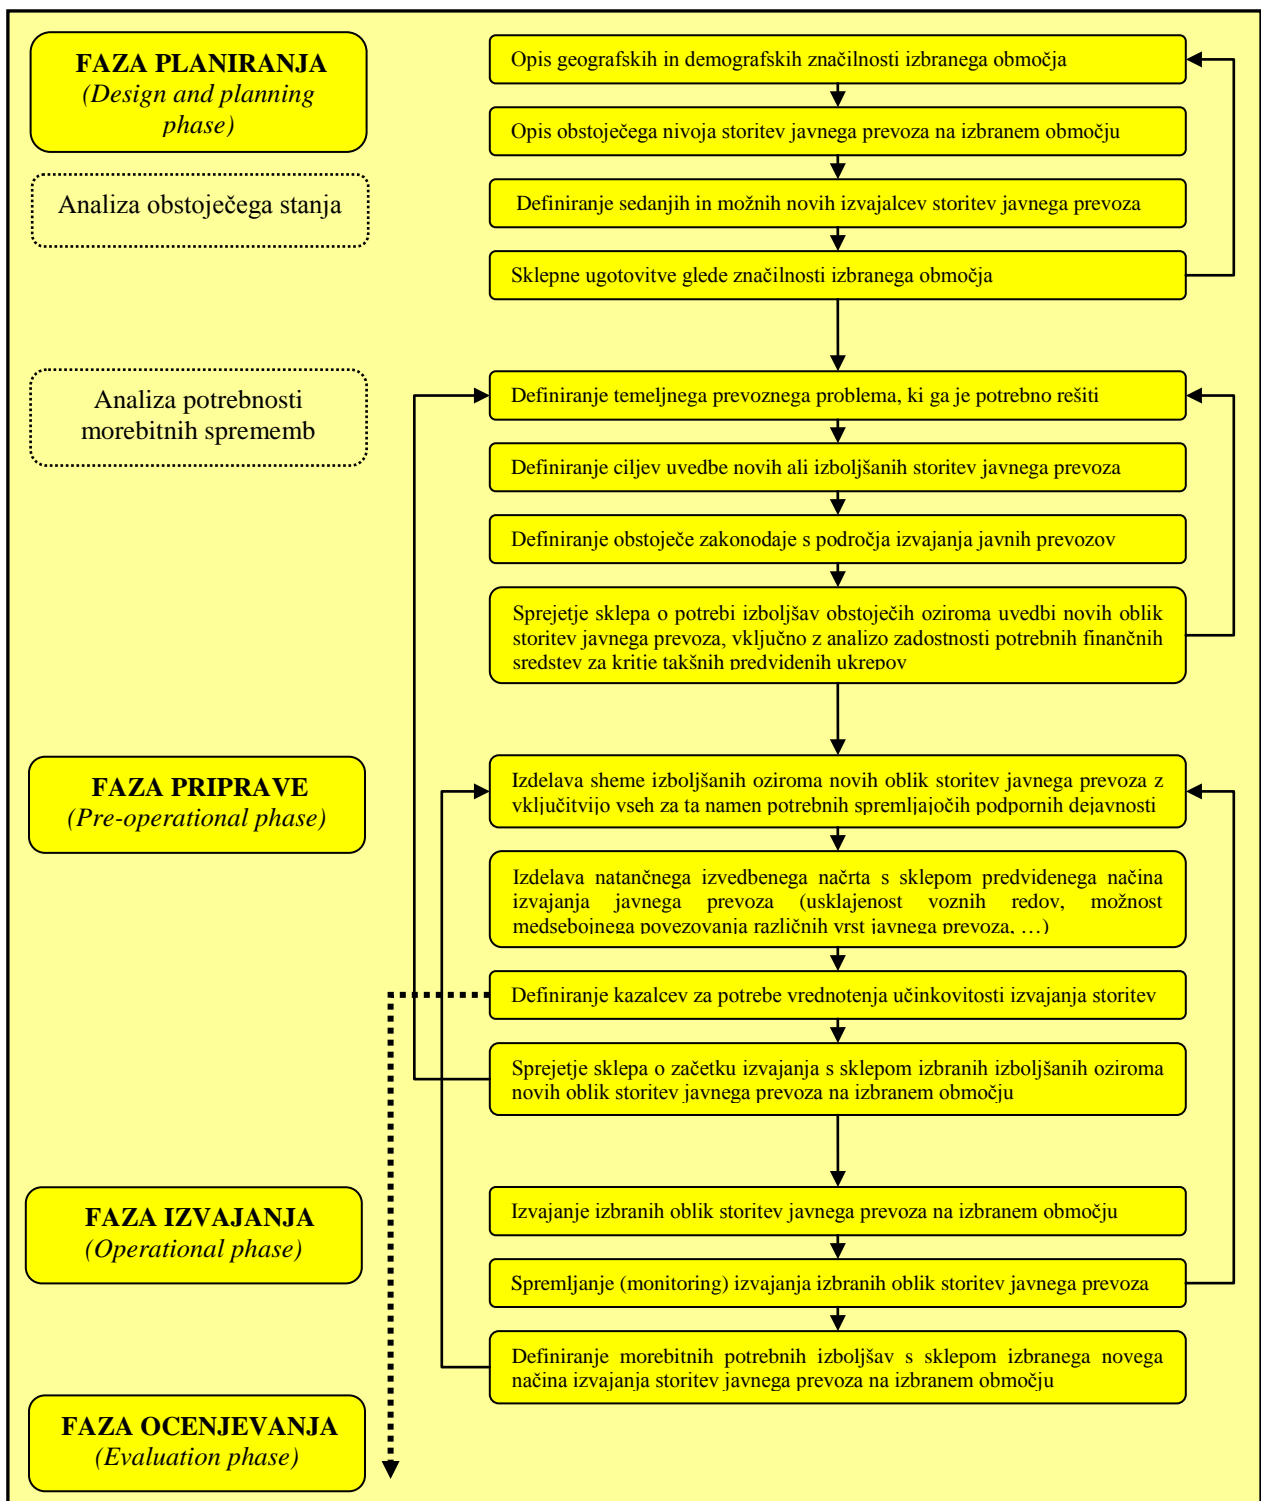 FAZA PLANIRANJA
(Design and planning
phase)
Opis geografskih in demografskih značilnosti izbranega območja
Opis obstoječega nivoja storitev javnega prevoza na izbranem območju
Analiza obstoječega stanja
Definiranje sedanjih in možnih novih izvajalcev storitev javnega prevoza
Sklepne ugotovitve glede značilnosti izbranega območja
Analiza potrebnosti
morebitnih sprememb
Definiranje temeljnega prevoznega problema, ki ga je potrebno rešiti
Definiranje ciljev uvedbe novih ali izboljšanih storitev javnega prevoza
Definiranje obstoječe zakonodaje s področja izvajanja javnih prevozov
Sprejetje sklepa o potrebi izboljšav obstoječih oziroma uvedbi novih oblik
storitev javnega prevoza, vključno z analizo zadostnosti potrebnih finančnih
sredstev za kritje takšnih predvidenih ukrepov
FAZA PRIPRAVE
(Pre-operational phase)
Izdelava sheme izboljšanih oziroma novih oblik storitev javnega prevoza z
vključitvijo vseh za ta namen potrebnih spremljajočih podpornih dejavnosti
Izdelava natančnega izvedbenega načrta s sklepom predvidenega načina
izvajanja javnega prevoza (usklajenost voznih redov, možnost
medsebojnega povezovanja različnih vrst javnega prevoza, …)
Definiranje kazalcev za potrebe vrednotenja učinkovitosti izvajanja storitev
Sprejetje sklepa o začetku izvajanja s sklepom izbranih izboljšanih oziroma
novih oblik storitev javnega prevoza na izbranem območju
FAZA IZVAJANJA
(Operational phase)
Izvajanje izbranih oblik storitev javnega prevoza na izbranem območju
Spremljanje (monitoring) izvajanja izbranih oblik storitev javnega prevoza
Definiranje morebitnih potrebnih izboljšav s sklepom izbranega novega
načina izvajanja storitev javnega prevoza na izbranem območju
FAZA OCENJEVANJA
(Evaluation phase)